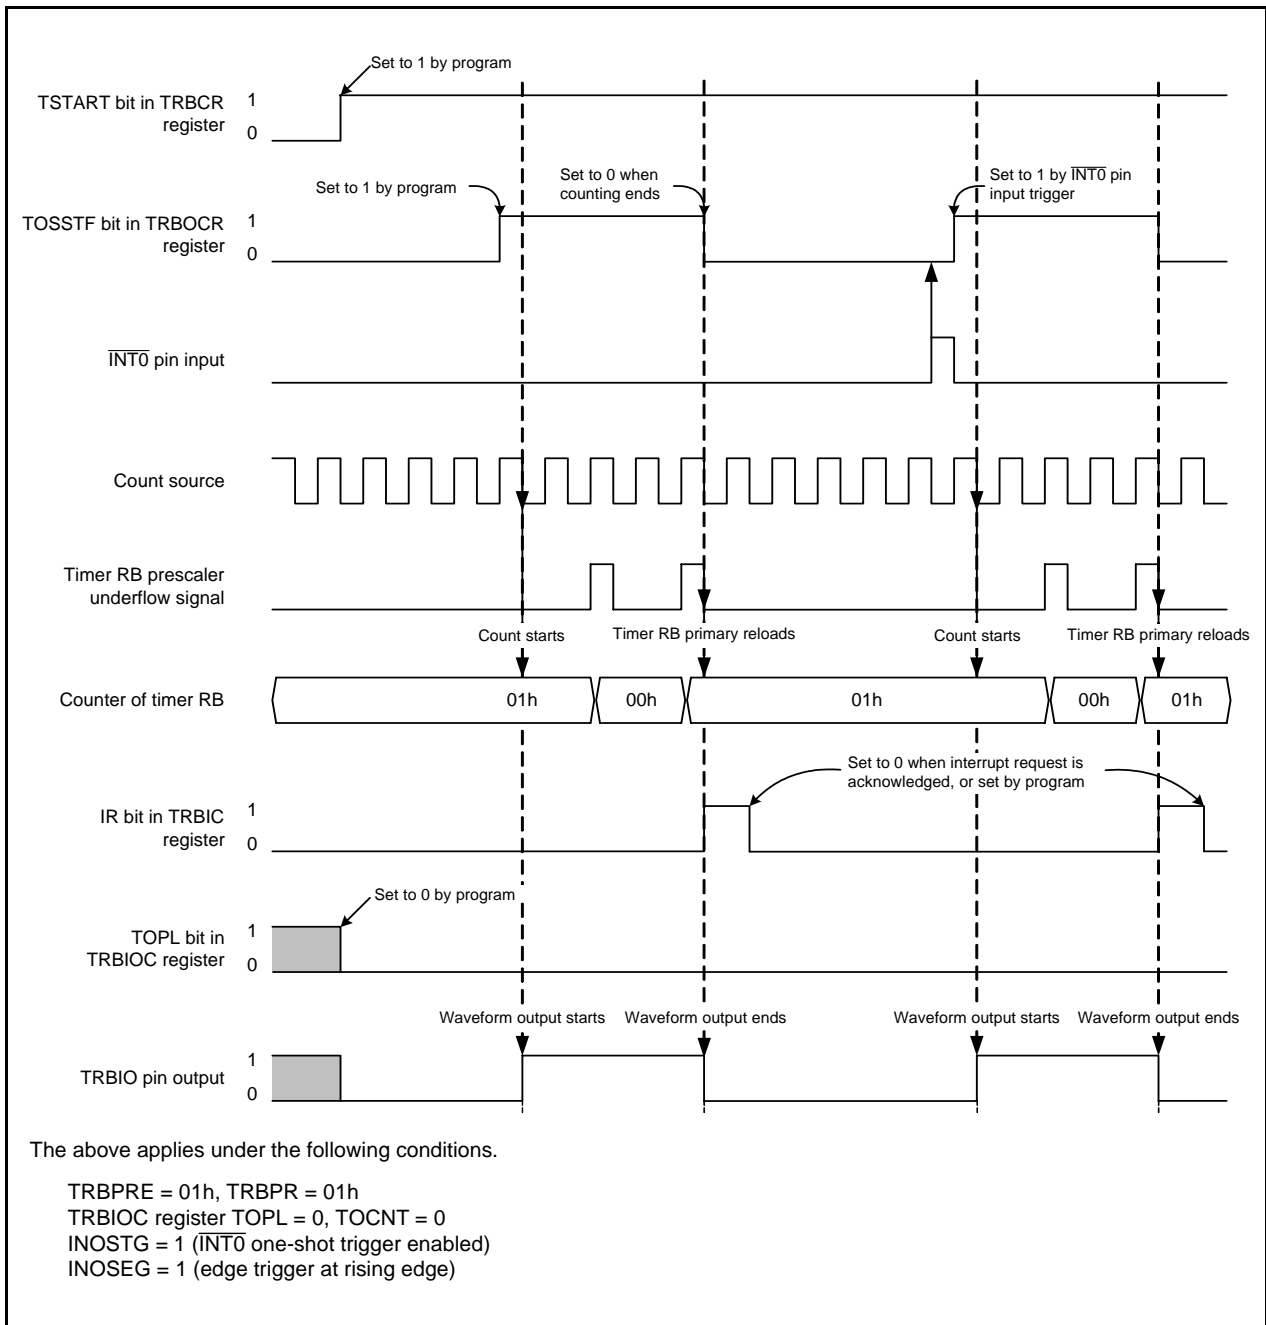 Set to 1 by program
TSTART bit in TRBCR
register
1
0
Set to 1 by program
Set to 0 when
counting ends
Set to 1 by INT0 pin
input trigger
TOSSTF bit in TRBOCR
register
1
0
INT0 pin input
Count source
Timer RB prescaler
underflow signal
Count starts
Timer RB primary reloads
Count starts
Timer RB primary reloads
Counter of timer RB
01h
00h
01h
00h
01h
Set to 0 when interrupt request is
acknowledged, or set by program
IR bit in TRBIC
register
1
0
Set to 0 by program
TOPL bit in
TRBIOC register
1
0
Waveform output starts
Waveform output ends
Waveform output starts
Waveform output ends
TRBIO pin output
1
0
The above applies under the following conditions.
TRBPRE = 01h, TRBPR = 01h
TRBIOC register TOPL = 0, TOCNT = 0
INOSTG = 1 (INT0 one-shot trigger enabled)
INOSEG = 1 (edge trigger at rising edge)